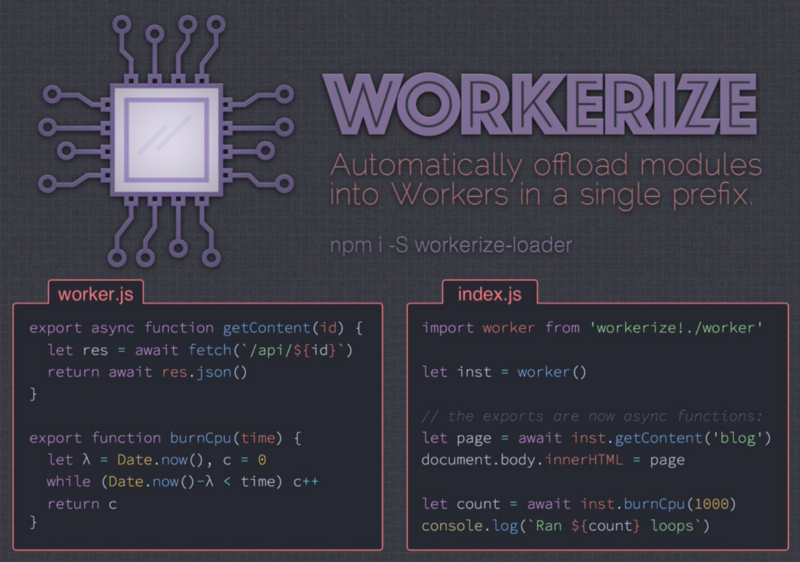 WORKERIZE
Automatically offload modules
into Workers in a single prefix.
npm i -S workerize-loader
worker.js
export async function getContent(id) {
  let res = await fetch(`/api/${id}`)
  return await res.json()
}
export function burnCpu(time) {
  let λ = Date.now(), c = 0
  while (Date.now()-λ < time) c++
  return c
}
index.js
import worker from 'workerize!./worker'
let inst = worker()
// the exports are now async functions:
let page = await inst.getContent('blog')
document.body.innerHTML = page
let count = await inst.burnCpu(1000)
console.log(`Ran ${count} loops`)